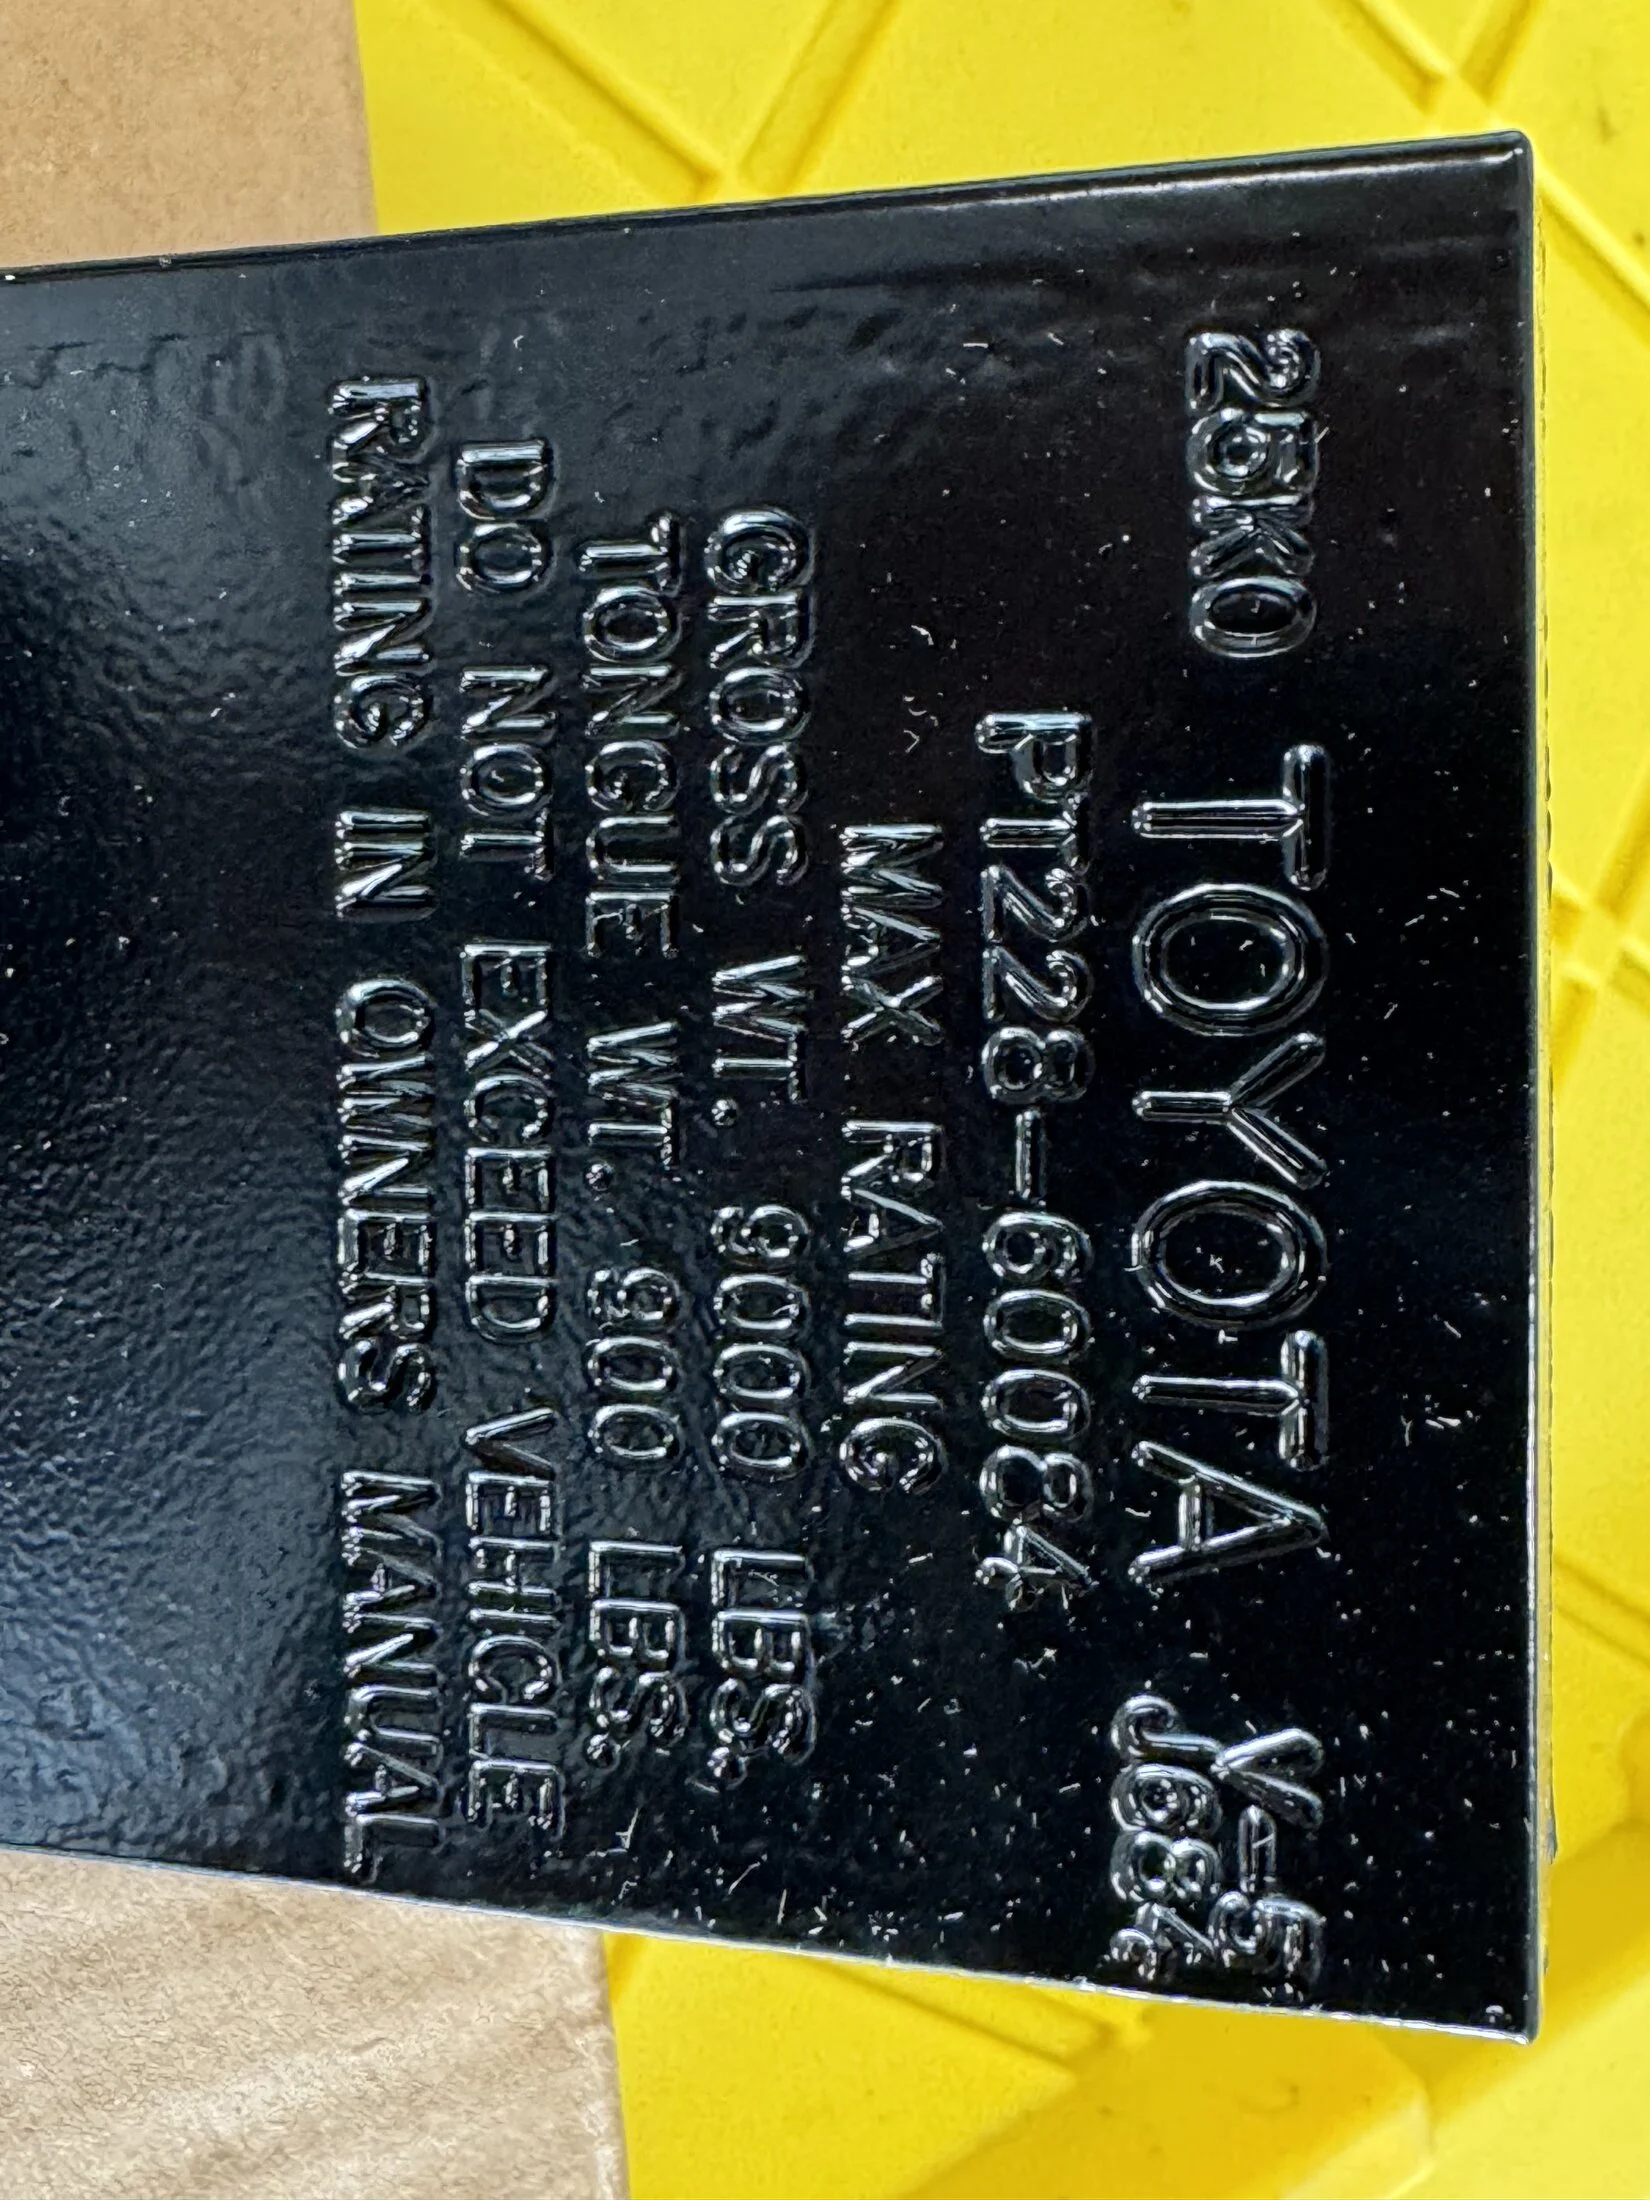 25K0 TOYOTA V-5
J684
PT228-60084
MAX RATING
GROSS WT. 9000 LBS.
TONGUE WT. 900 LBS.
DO NOT EXCEED VEHICLE
RATING IN OWNERS MANUAL